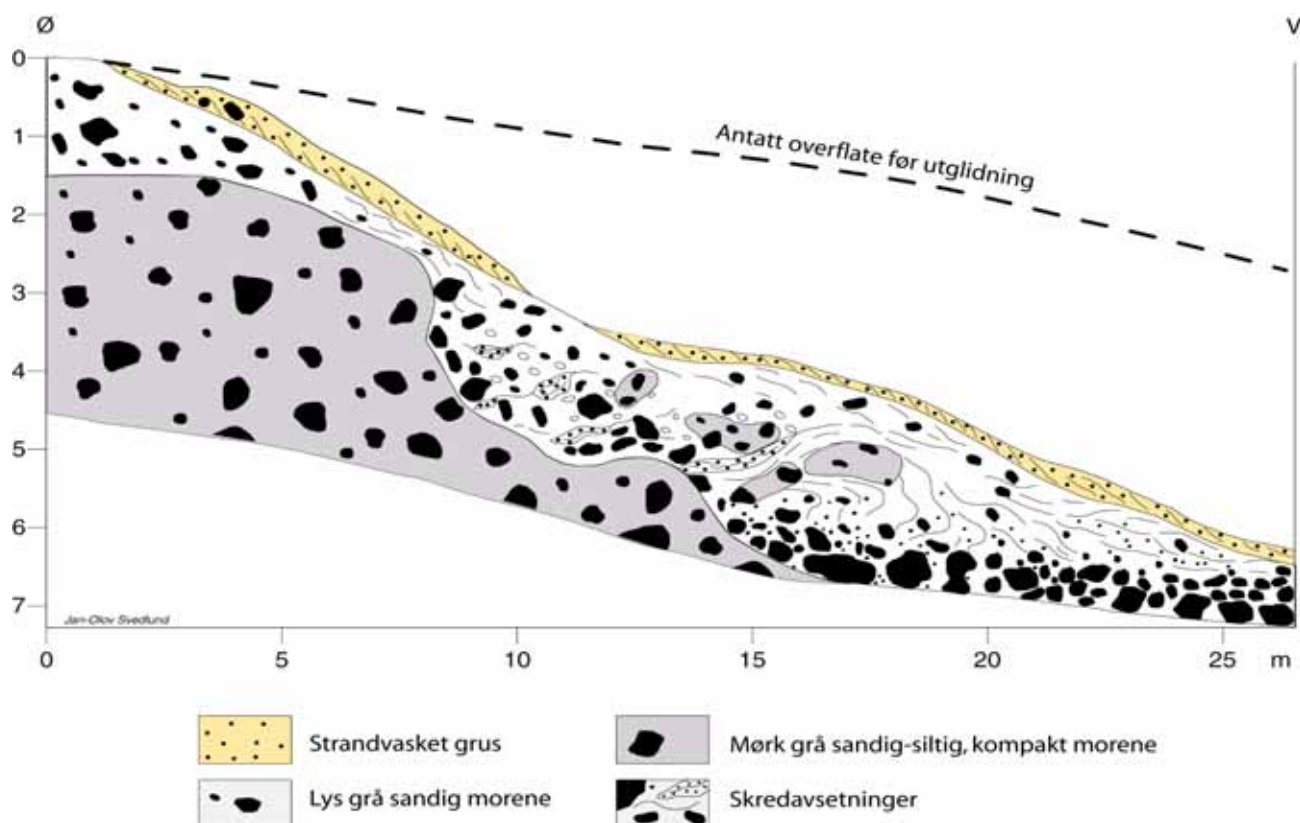 Ø V
0
Antatt overflate før utglidning
1
2
3
4
5
6
7
Jan-Olov Svedlund
0 5 10 15 20 25 m
Strandvasket grus
Mørk grå sandig-siltig, kompakt morene
Lys grå sandig morene
Skredavsetninger